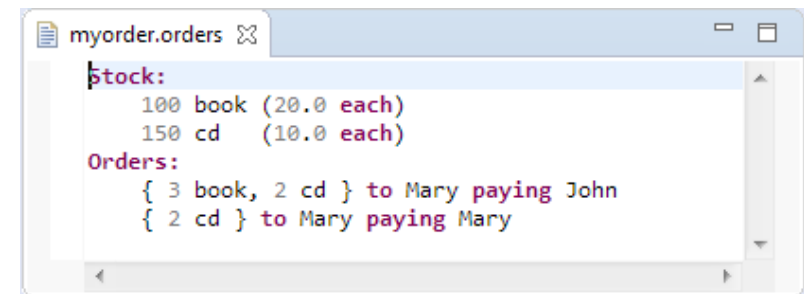 myorder.orders
Stock:
100 book (20.0 each)
150 cd (10.0 each)
Orders:
{ 3 book, 2 cd } to Mary paying John
{ 2 cd } to Mary paying Mary